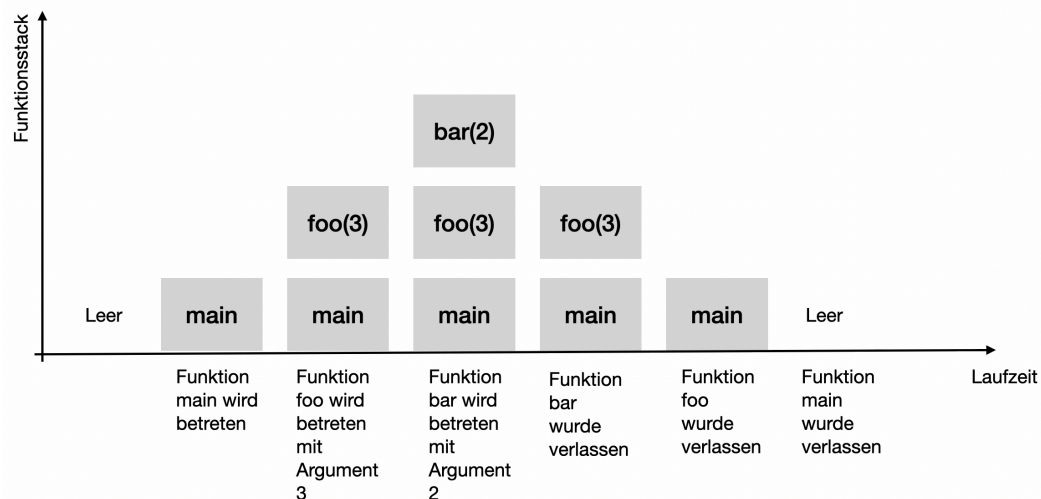 Funktionsstack
bar(2)
foo(3)
foo(3)
foo(3)
Leer
main
main
main
main
main
Leer
Laufzeit
Funktion
main wird
betreten
Funktion
foo wird
betreten
mit
Argument
3
Funktion
bar wird
betreten
mit
Argument
2
Funktion
bar
wurde
verlassen
Funktion
foo
wurde
verlassen
Funktion
main
wurde
verlassen